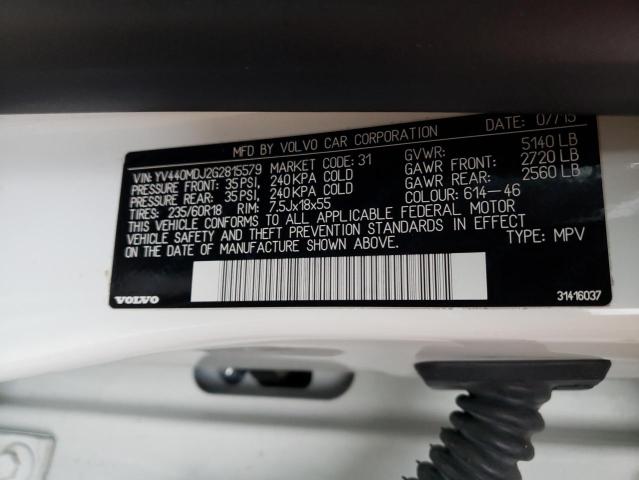 MFD BY VOLVO CAR CORPORATION DATE: 07/15
VIN: YV440MDJ2G2815579 MARKET CODE: 31 GVWR: 5140 LB
PRESSURE FRONT: 35PSI, 240KPA COLD GAWR FRONT: 2720 LB
PRESSURE REAR: 35PSI, 240KPA COLD GAWR REAR: 2560 LB
TIRES: 235/60R18 RIM: 7,5Jx18x55 COLOUR: 614-46
THIS VEHICLE CONFORMS TO ALL APPLICABLE FEDERAL MOTOR
VEHICLE SAFETY AND THEFT PREVENTION STANDARDS IN EFFECT
ON THE DATE OF MANUFACTURE SHOWN ABOVE. TYPE: MPV
VOLVO 31416037